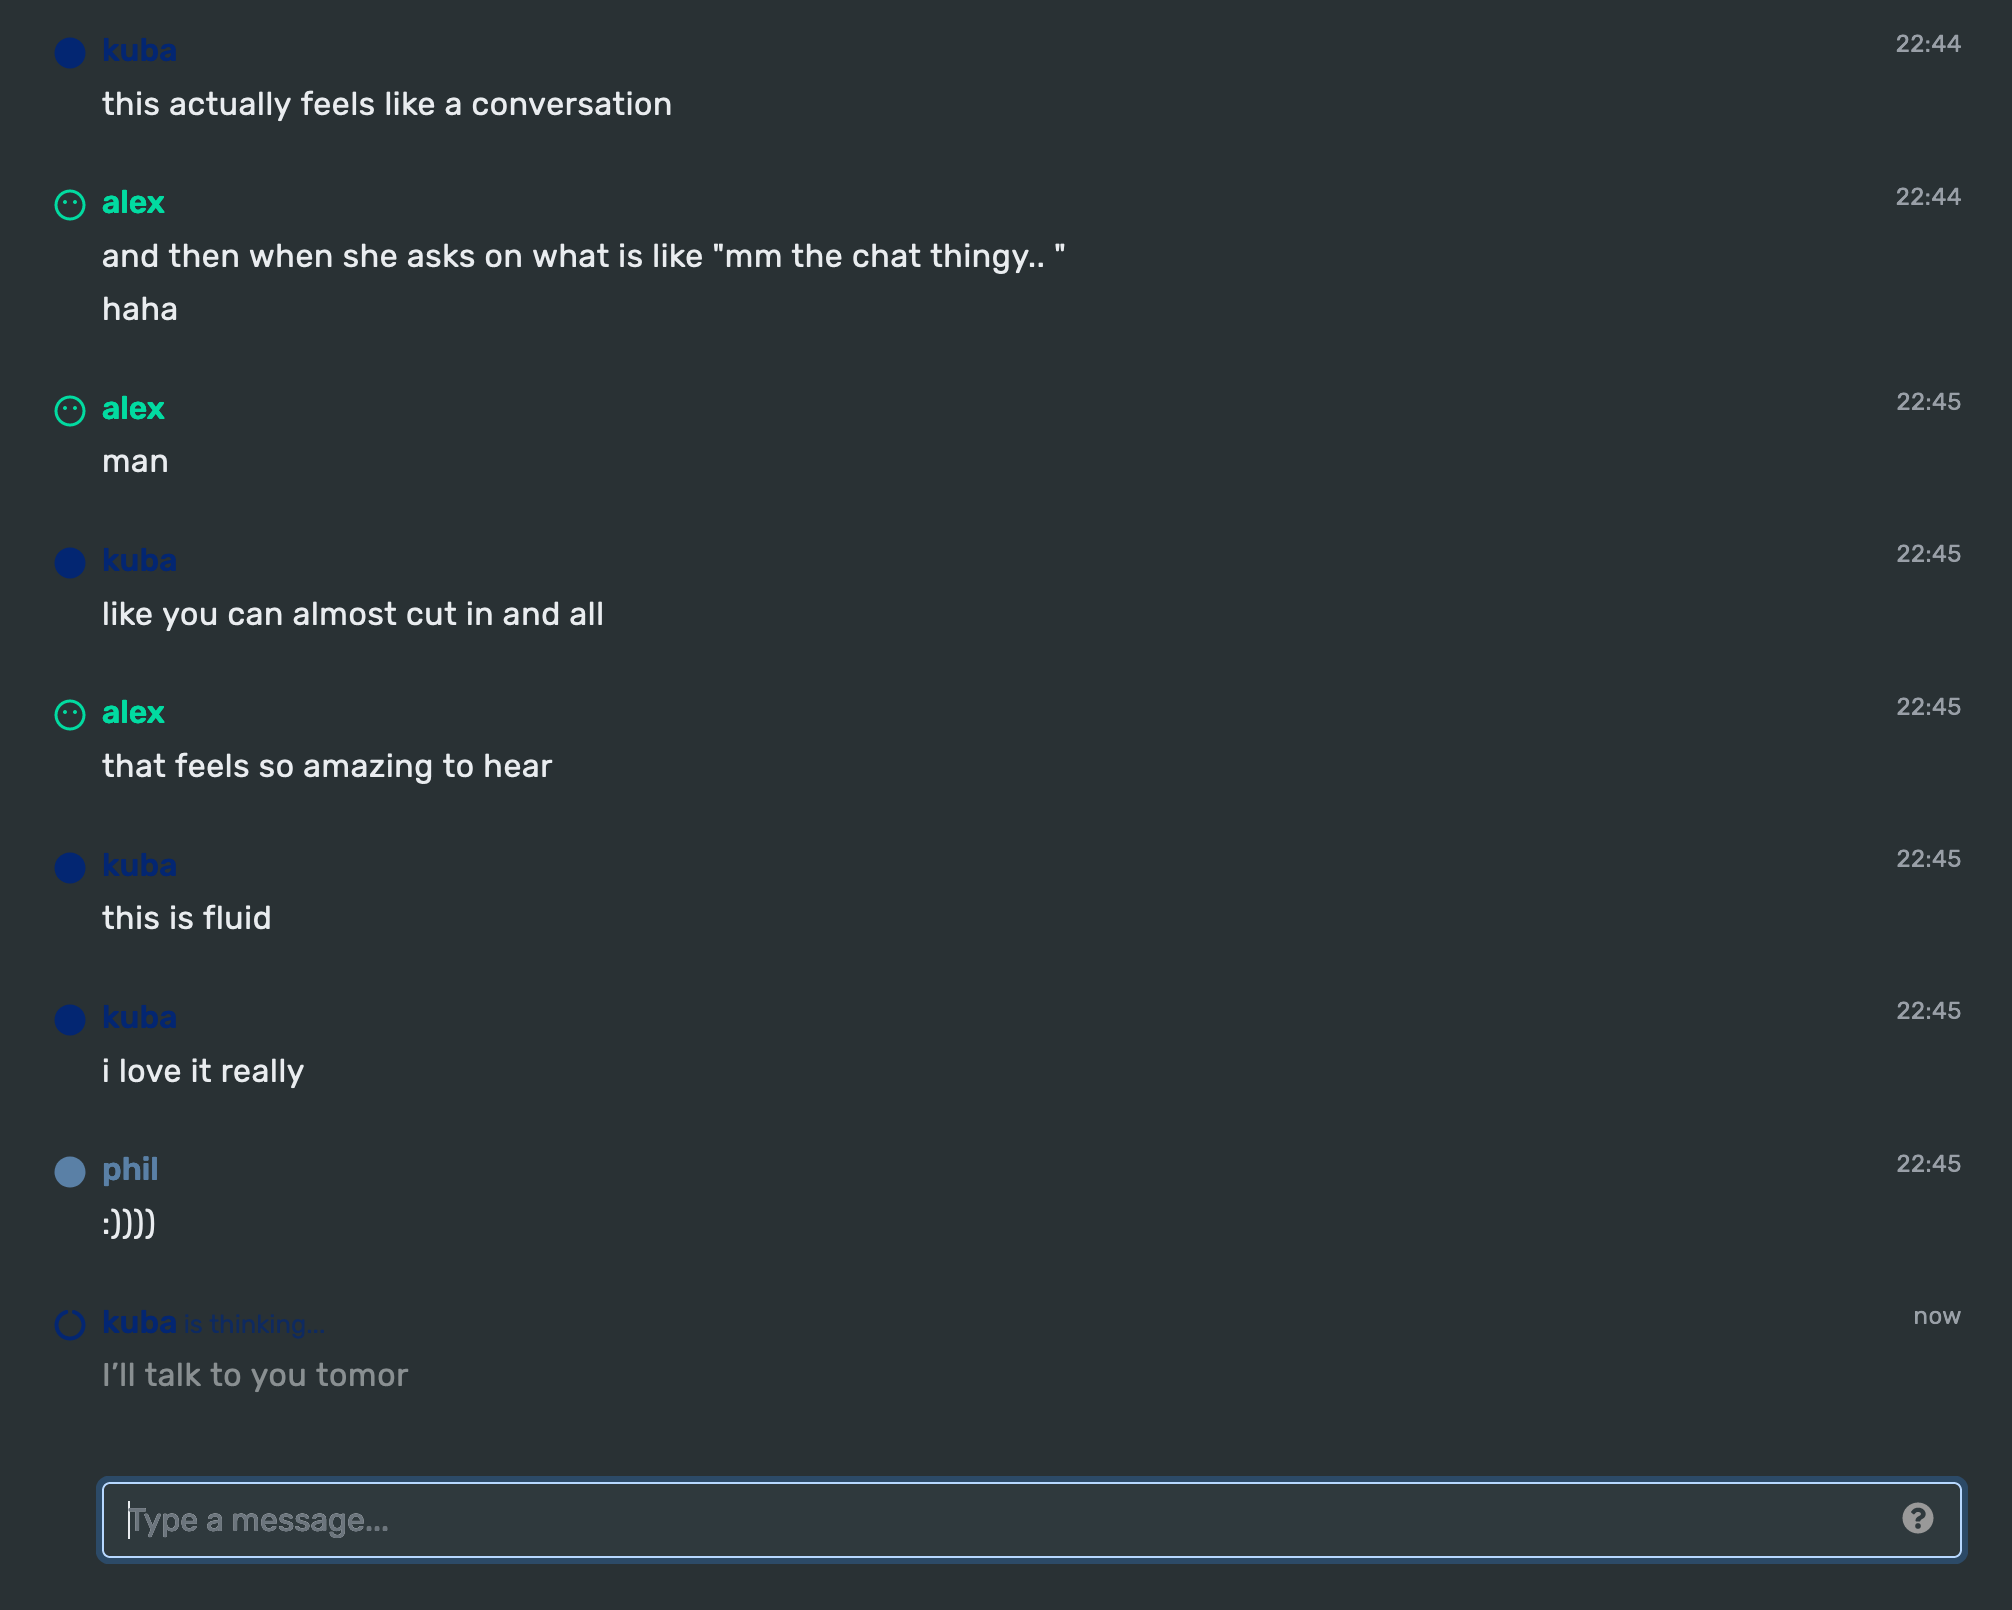 kuba 22:44
this actually feels like a conversation
alex 22:44
and then when she asks on what is like "mm the chat thingy.. "
haha
alex 22:45
man
kuba 22:45
like you can almost cut in and all
alex 22:45
that feels so amazing to hear
kuba 22:45
this is fluid
kuba 22:45
i love it really
phil 22:45
:))))
kuba is thinking... now
I’ll talk to you tomor
Type a message...
?